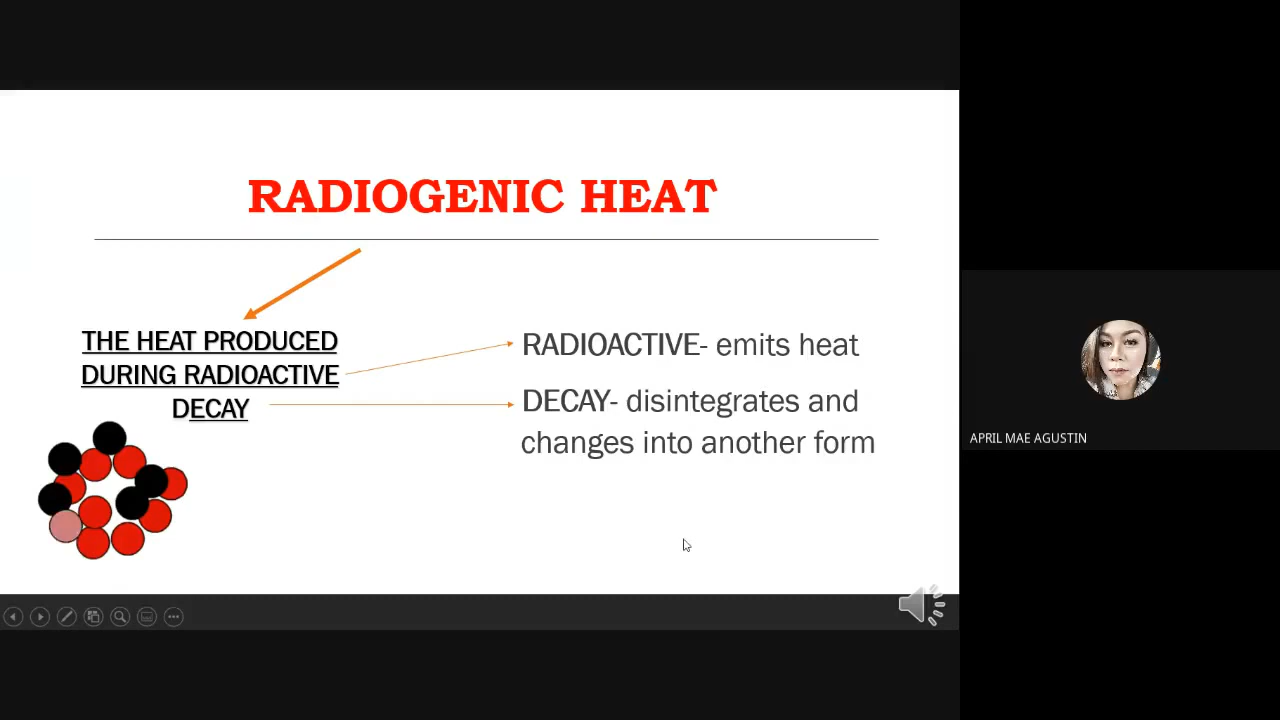 RADIOGENIC HEAT
THE HEAT PRODUCED
DURING RADIOACTIVE
DECAY
RADIOACTIVE- emits heat
DECAY- disintegrates and
changes into another form
APRIL MAE AGUSTIN